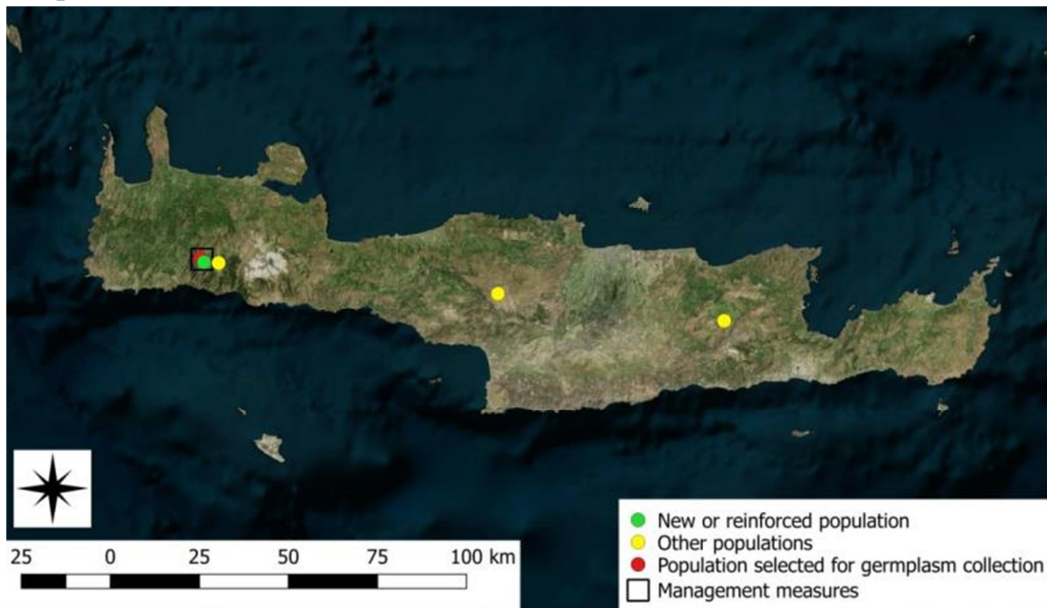 New or reinforced population
Other populations
Population selected for germplasm collection
Management measures
25 0 25 50 75 100 km